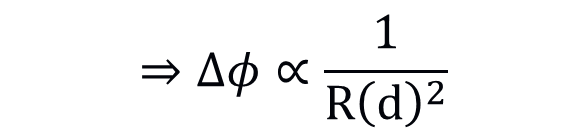 ⇒ Δϕ ∝ 1/R(d)²